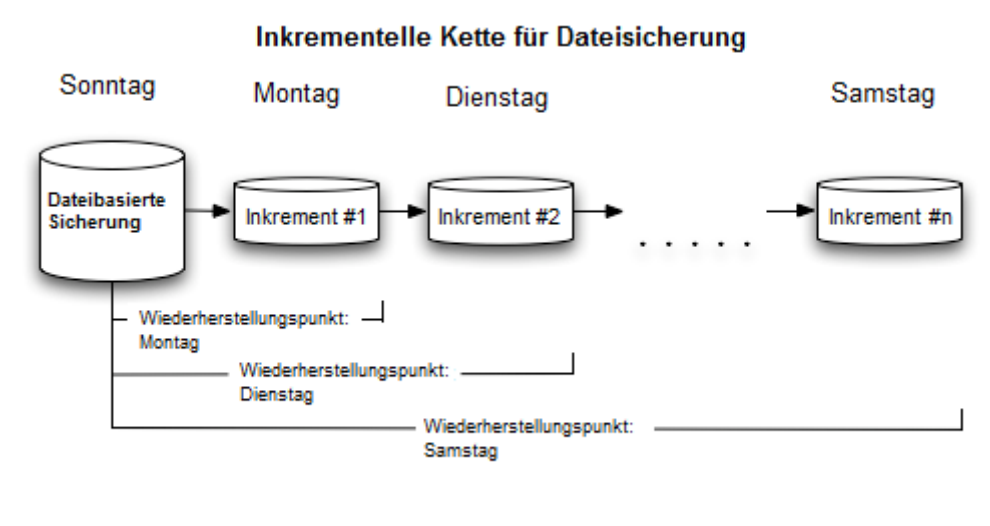 Inkrementelle Kette für Dateisicherung
Sonntag
Montag
Dienstag
Samstag
Dateibasierte
Sicherung
Inkrement #1
Inkrement #2
. . . . .
Inkrement #n
Wiederherstellungspunkt:
Montag
Wiederherstellungspunkt:
Dienstag
Wiederherstellungspunkt:
Samstag